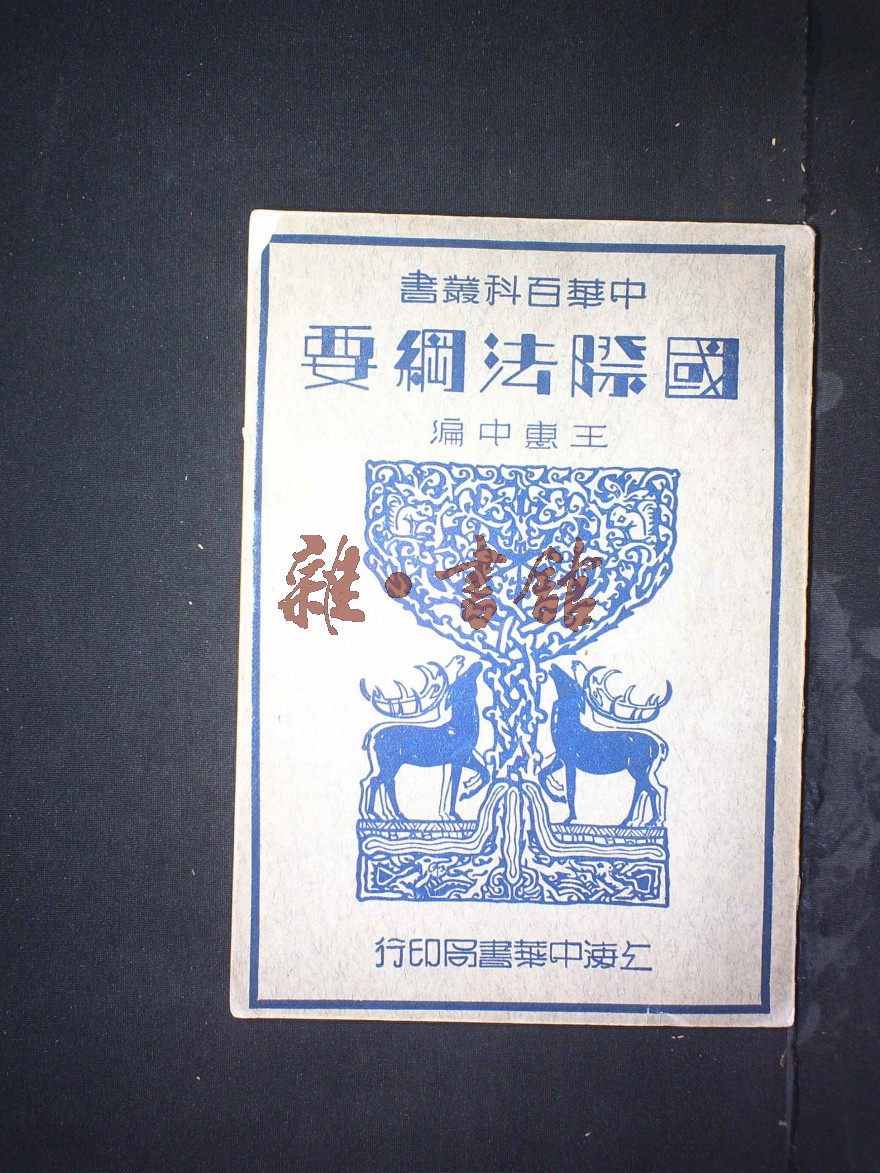 中華百科叢書
國際法綱要
王惠中編
雜·書館
上海中華書局印行